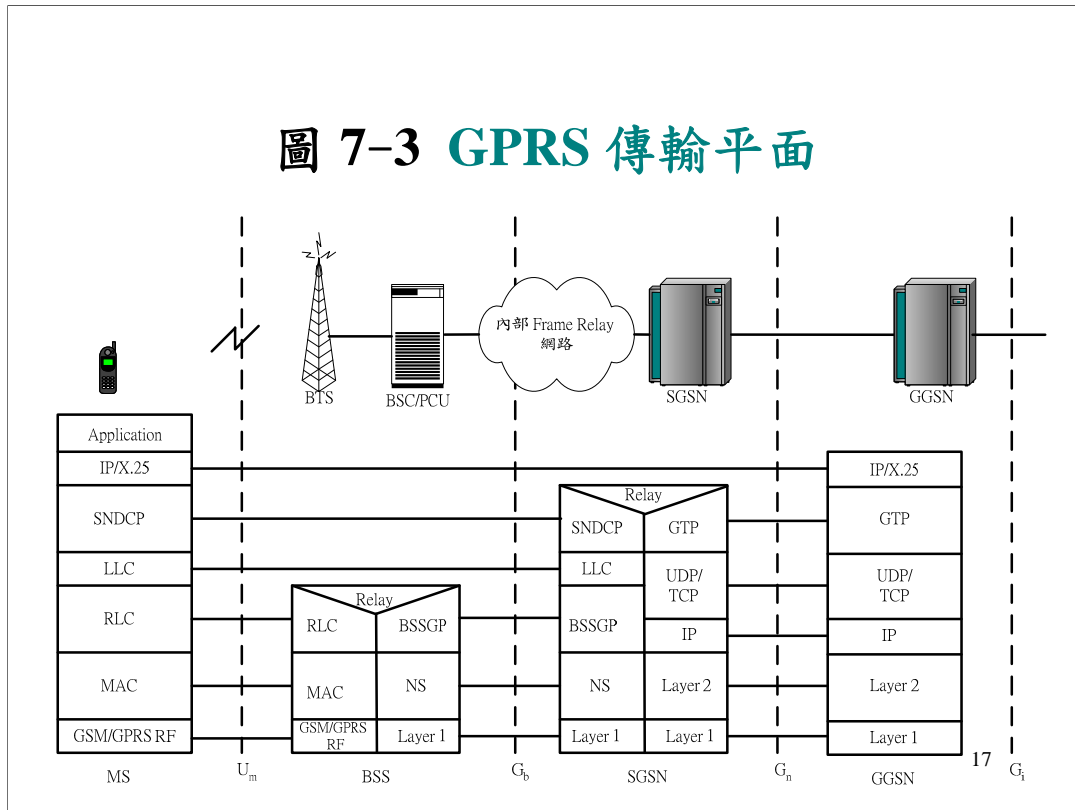 圖 7-3 GPRS 傳輸平面
內部 Frame Relay
網路
BTS
BSC/PCU
SGSN
GGSN
Application
IP/X.25
SNDCP
LLC
RLC
MAC
GSM/GPRS RF
MS
Um
Relay
RLC
BSSGP
MAC
NS
GSM/GPRS
RF
Layer 1
BSS
Gb
Relay
SNDCP
GTP
LLC
UDP/
TCP
BSSGP
IP
NS
Layer 2
Layer 1
Layer 1
SGSN
Gn
IP/X.25
GTP
UDP/
TCP
IP
Layer 2
Layer 1
GGSN
17
Gi